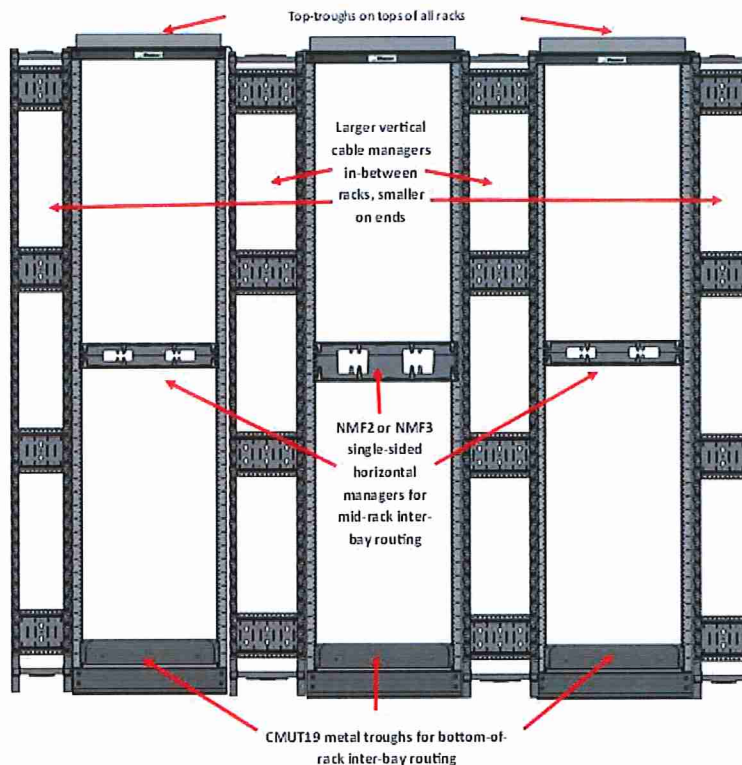 Top-troughs on tops of all racks
Larger vertical
cable managers
in-between
racks, smaller
on ends
NMF2 or NMF3
single-sided
horizontal
managers for
mid-rack inter-
bay routing
CMUT19 metal troughs for bottom-of-
rack inter-bay routing